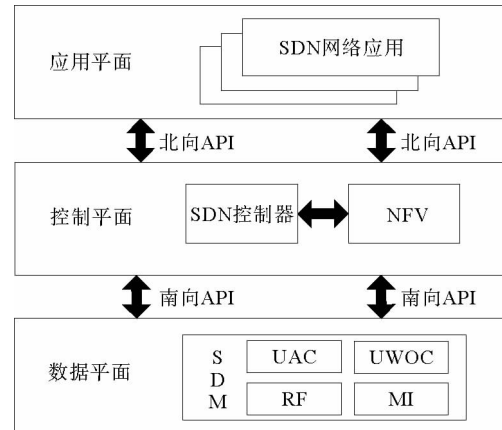 应用平面
SDN网络应用
北向API
北向API
控制平面
SDN控制器
NFV
南向API
南向API
数据平面
SDM
UAC
UWOC
RF
MI